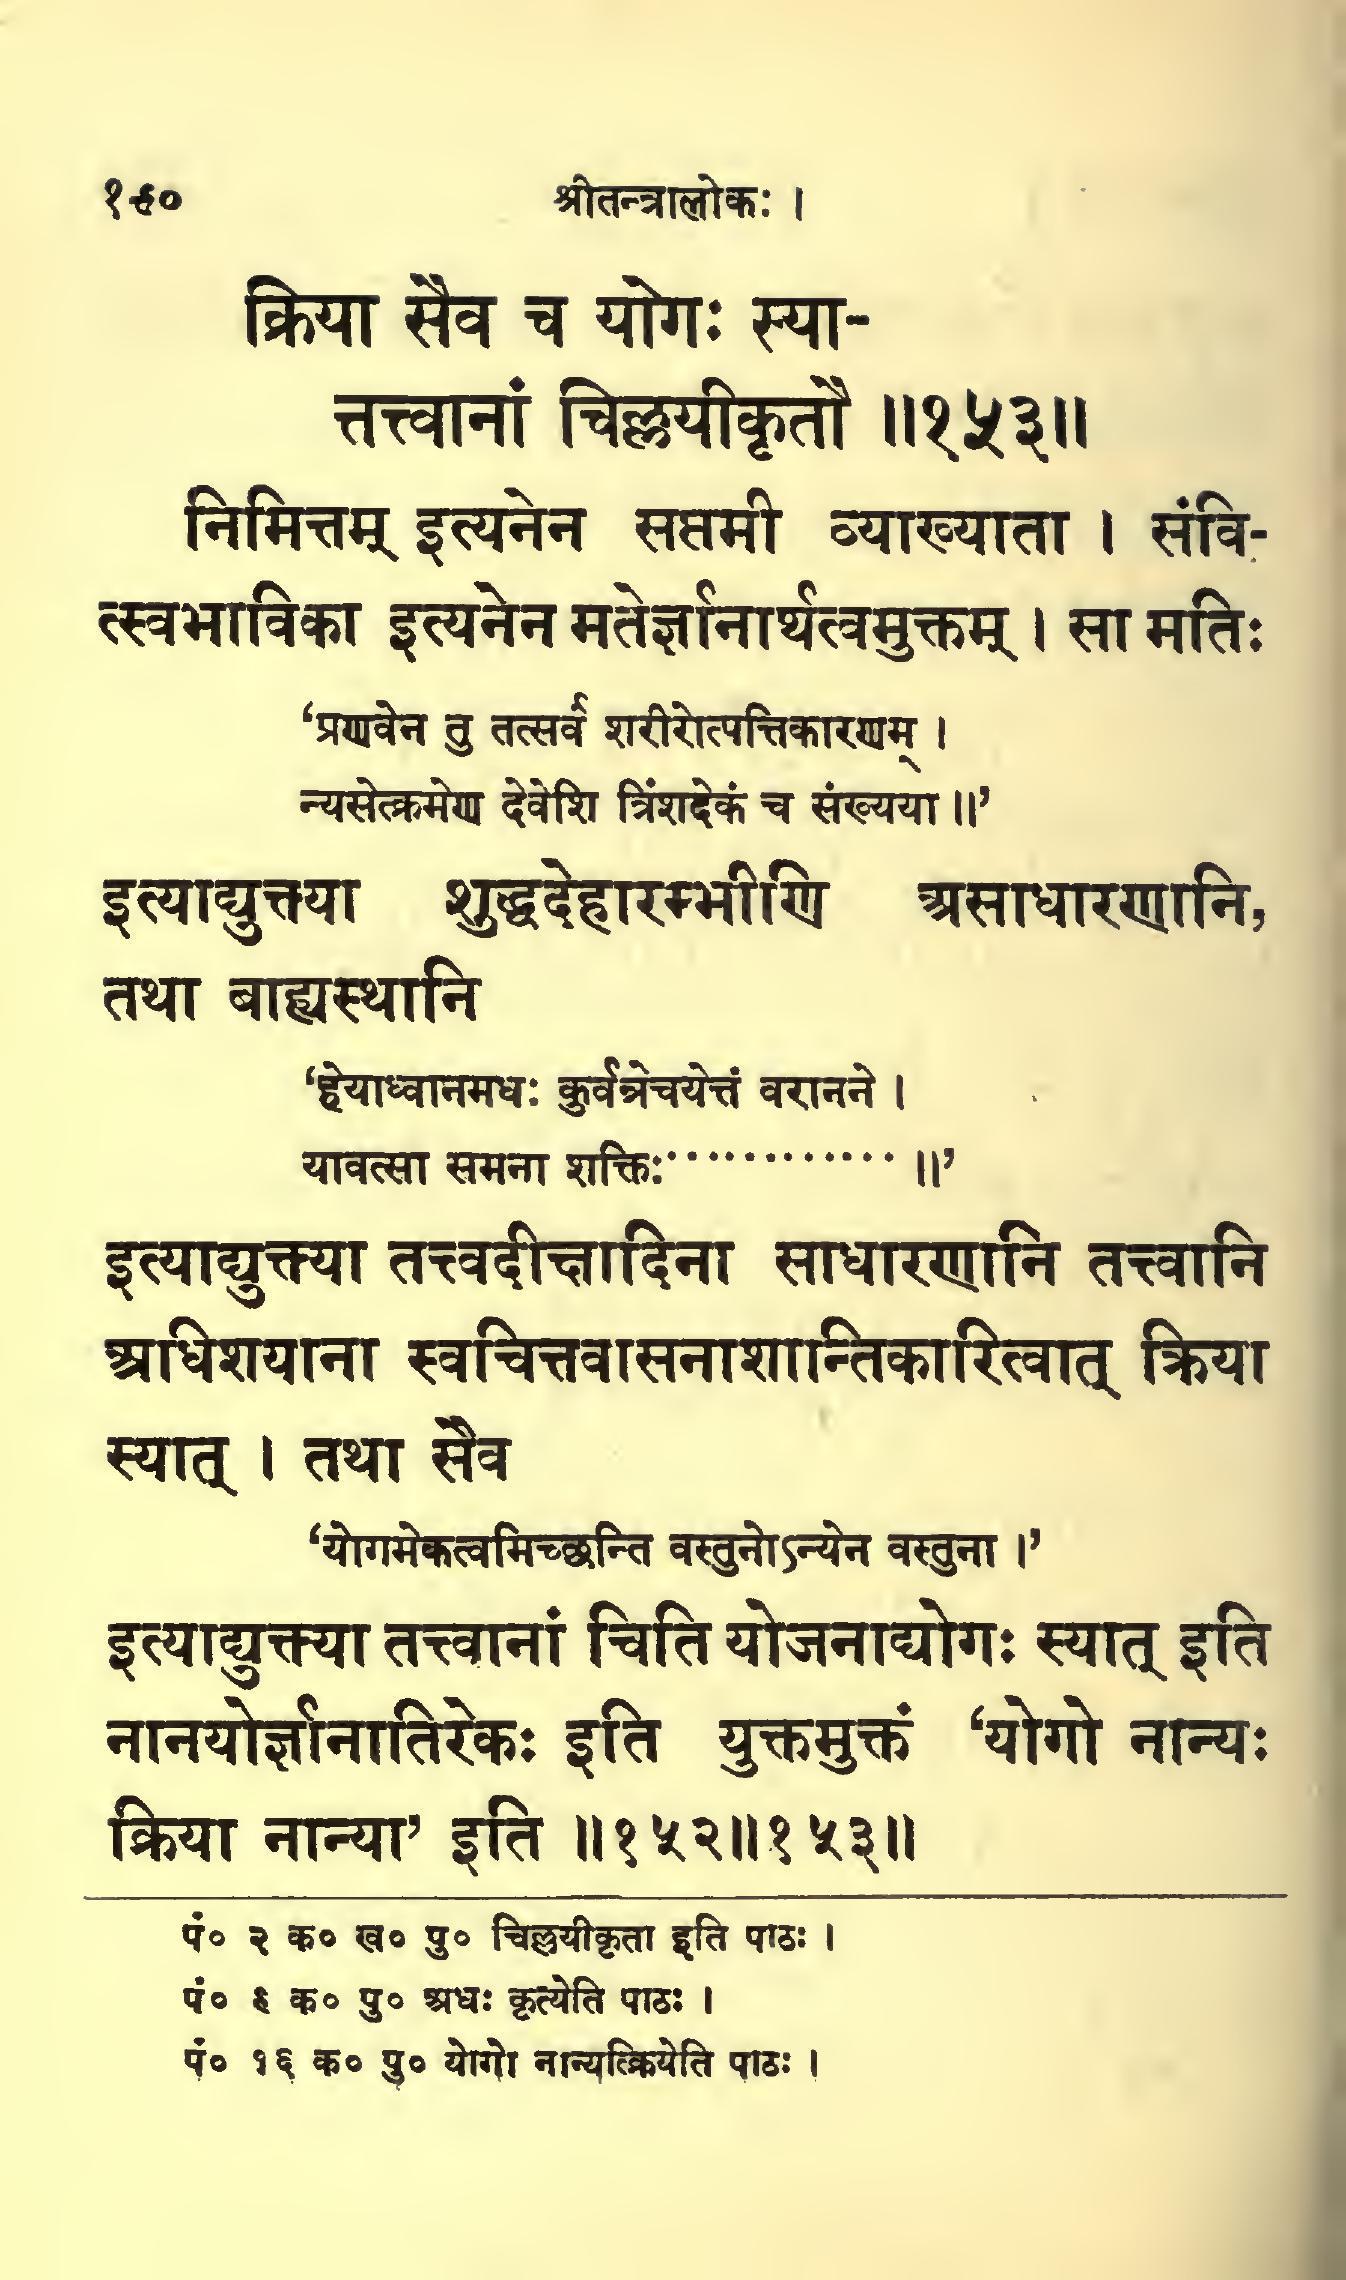 १९० श्रीतन्त्रालोकः ।
क्रिया सैव च योगः स्या-
त्तत्त्वानां चिल्लयीकृतौ ॥१५३॥
निमित्तम् इत्यनेन सप्तमी व्याख्याता । संवि-
त्स्वभाविका इत्यनेन मतेर्ज्ञानार्थत्वमुक्तम् । सा मतिः
‘प्रणवेन तु तत्सर्वं शरीरोत्पत्तिकारणम् ।
न्यसेत्क्रमेण देवेशि त्रिंशदेकं च संख्यया ॥’
इत्याद्युक्त्या शुद्धदेहारम्भीणि असाधारणानि,
तथा बाह्यस्थानि
‘हेयाध्वानमधः कुर्वन्रेचयेत्तं वरानने ।
यावत्सा समना शक्तिः············ ॥’
इत्याद्युक्त्या तत्त्वदीक्षादिना साधारणानि तत्त्वानि
अधिशयाना स्वचित्तवासनाशान्तिकारित्वात् क्रिया
स्यात् । तथा सैव
‘योगमेकत्वमिच्छन्ति वस्तुनोऽन्येन वस्तुना ।’
इत्याद्युक्त्या तत्त्वानां चिति योजनाद्योगः स्यात् इति
नानयोर्ज्ञानातिरेकः इति युक्तमुक्तं ‘योगो नान्यः
क्रिया नान्या’ इति ॥१५२॥१५३॥
पं० २ क० ख० पु० चिल्लयीकृता इति पाठः ।
पं० ९ क० पु० अधः कृत्येति पाठः ।
पं० १६ क० पु० योगो नान्यत्क्रियेति पाठः ।